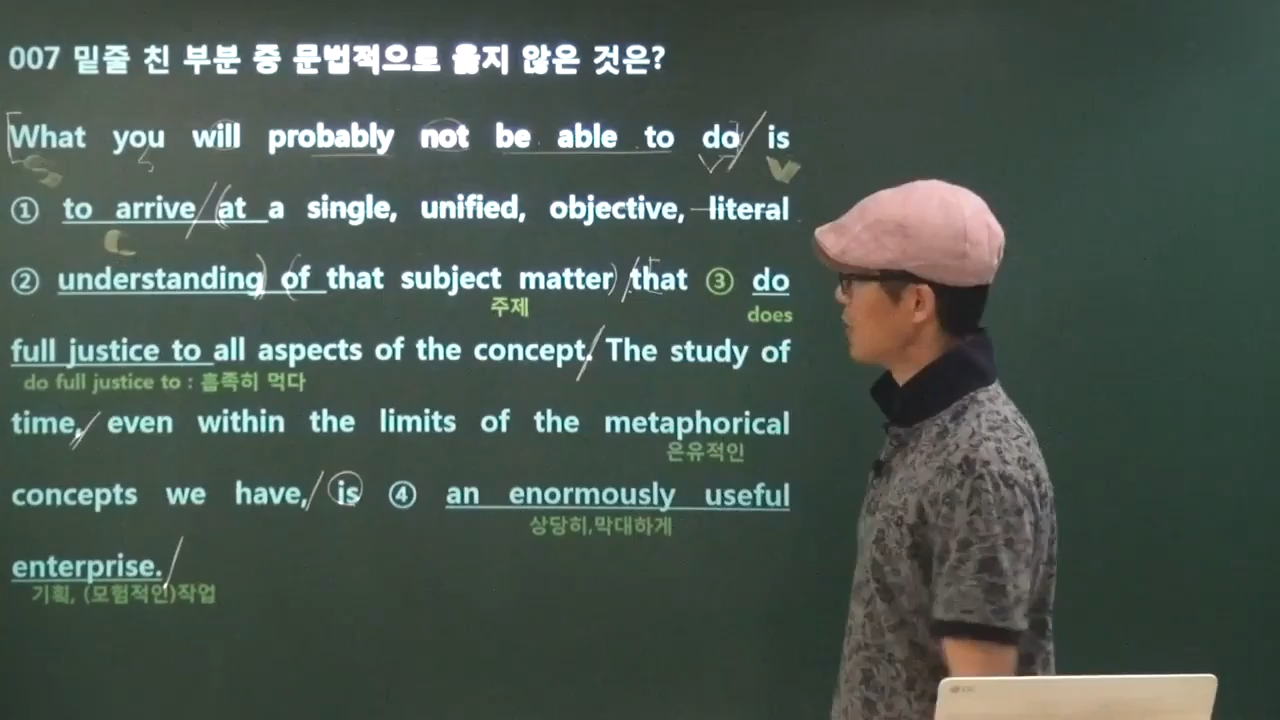 007 밑줄 친 부분 중 문법적으로 옳지 않은 것은?
What you will probably not be able to do is
① to arrive at a single, unified, objective, literal
② understanding of that subject matter that ③ do
주제
does
full justice to all aspects of the concept. The study of
do full justice to : 흡족히 먹다
time, even within the limits of the metaphorical
은유적인
concepts we have, is ④ an enormously useful
상당히,막대하게
enterprise.
기획, (모험적인)작업